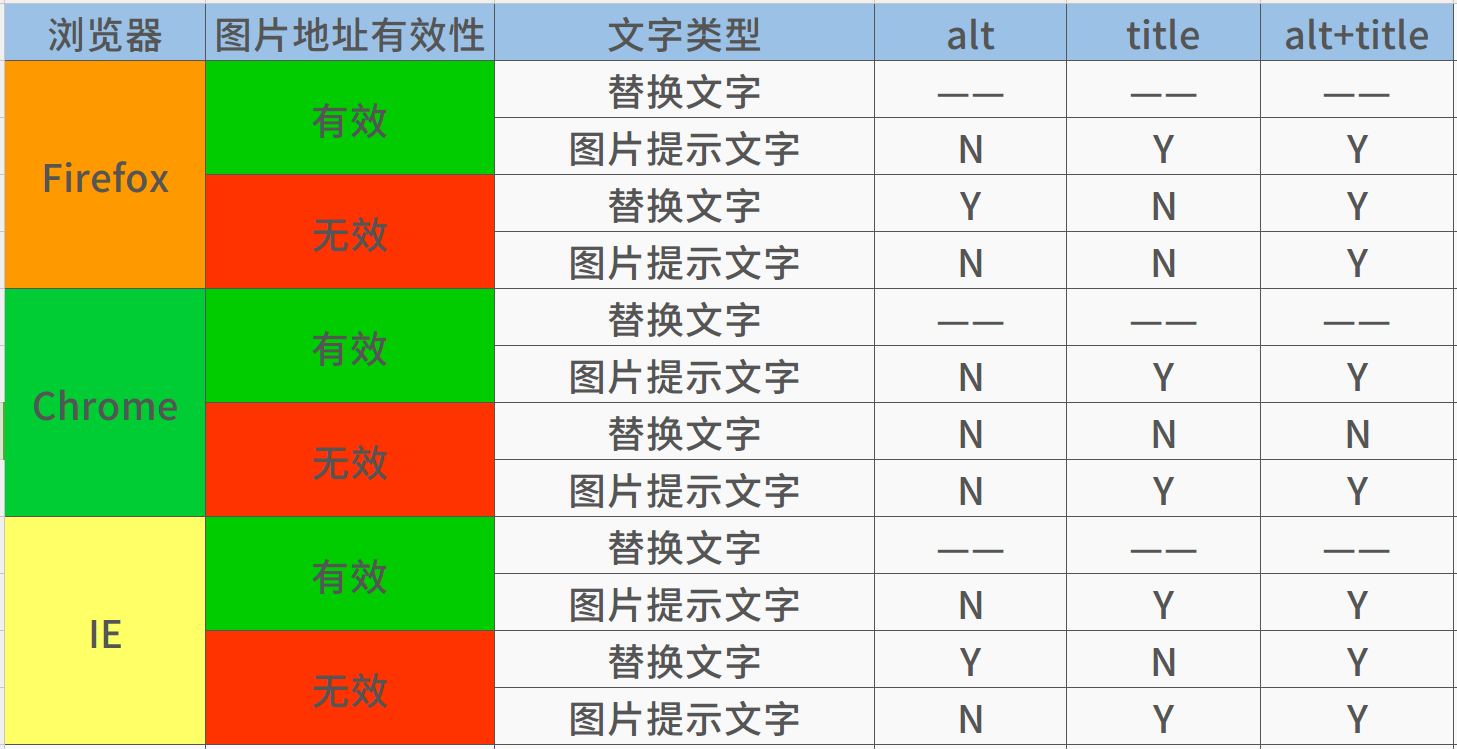 浏览器 图片地址有效性 文字类型 alt title alt+title
Firefox 有效 替换文字 —— —— ——
图片提示文字 N Y Y
无效 替换文字 Y N Y
图片提示文字 N N Y
Chrome 有效 替换文字 —— —— ——
图片提示文字 N Y Y
无效 替换文字 N N N
图片提示文字 N Y Y
IE 有效 替换文字 —— —— ——
图片提示文字 N Y Y
无效 替换文字 Y N Y
图片提示文字 N Y Y